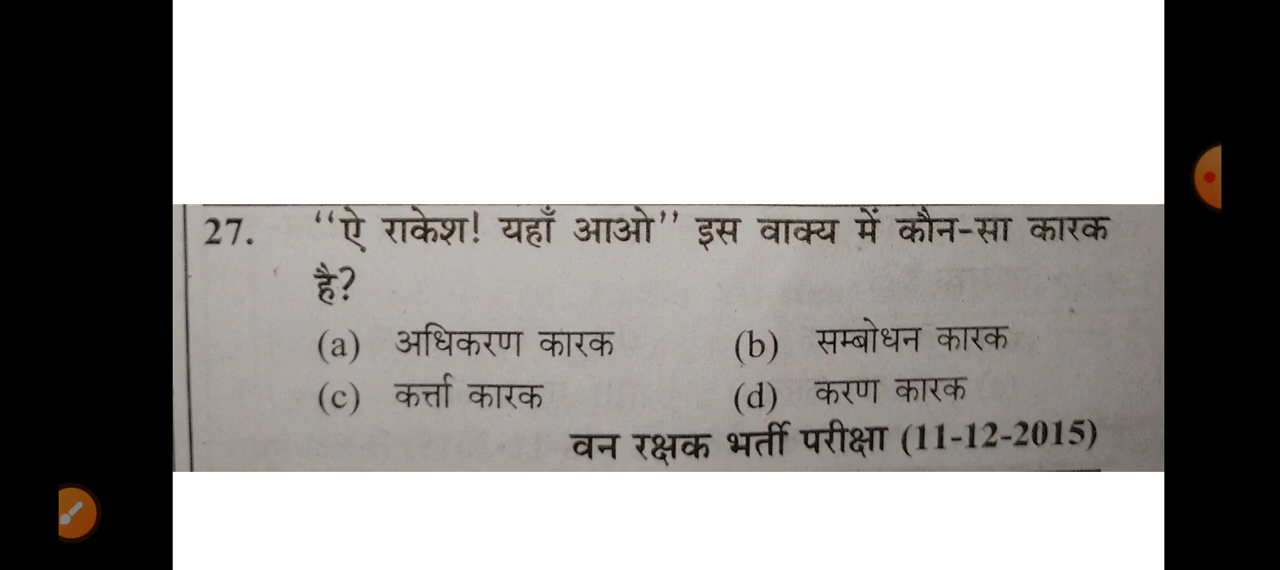 27. “ऐ राकेश! यहाँ आओ” इस वाक्य में कौन-सा कारक
है?
(a) अधिकरण कारक (b) सम्बोधन कारक
(c) कर्त्ता कारक (d) करण कारक
वन रक्षक भर्ती परीक्षा (11-12-2015)